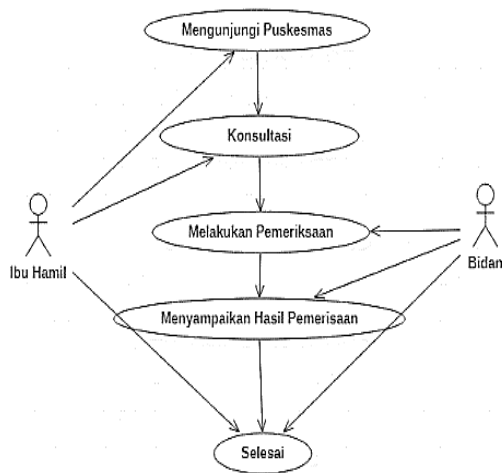 Mengunjungi Puskesmas
Konsultasi
Melakukan Pemeriksaan
Ibu Hamil
Bidan
Menyampaikan Hasil Pemerisaan
Selesai